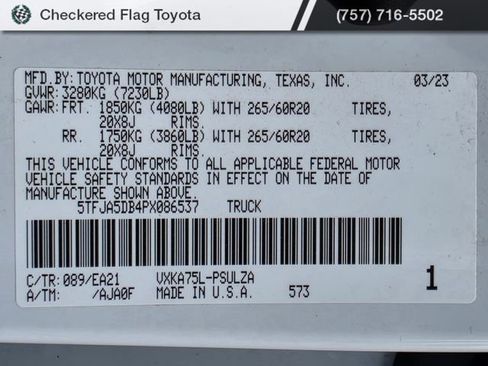 Checkered Flag Toyota (757) 716-5502
MFD.BY: TOYOTA MOTOR MANUFACTURING, TEXAS, INC. 03/23
GVWR: 3280KG (7230LB)
GAWR: FRT. 1850KG (4080LB) WITH 265/60R20 TIRES,
20X8J RIMS.
RR. 1750KG (3860LB) WITH 265/60R20 TIRES,
20X8J RIMS.
THIS VEHICLE CONFORMS TO ALL APPLICABLE FEDERAL MOTOR
VEHICLE SAFETY STANDARDS IN EFFECT ON THE DATE OF
MANUFACTURE SHOWN ABOVE.
5TFJA5DB4PX086537 TRUCK
C/TR: 089/EA21 VXKA75L-PSULZA 1
A/TM: /AJA0F MADE IN U.S.A. 573